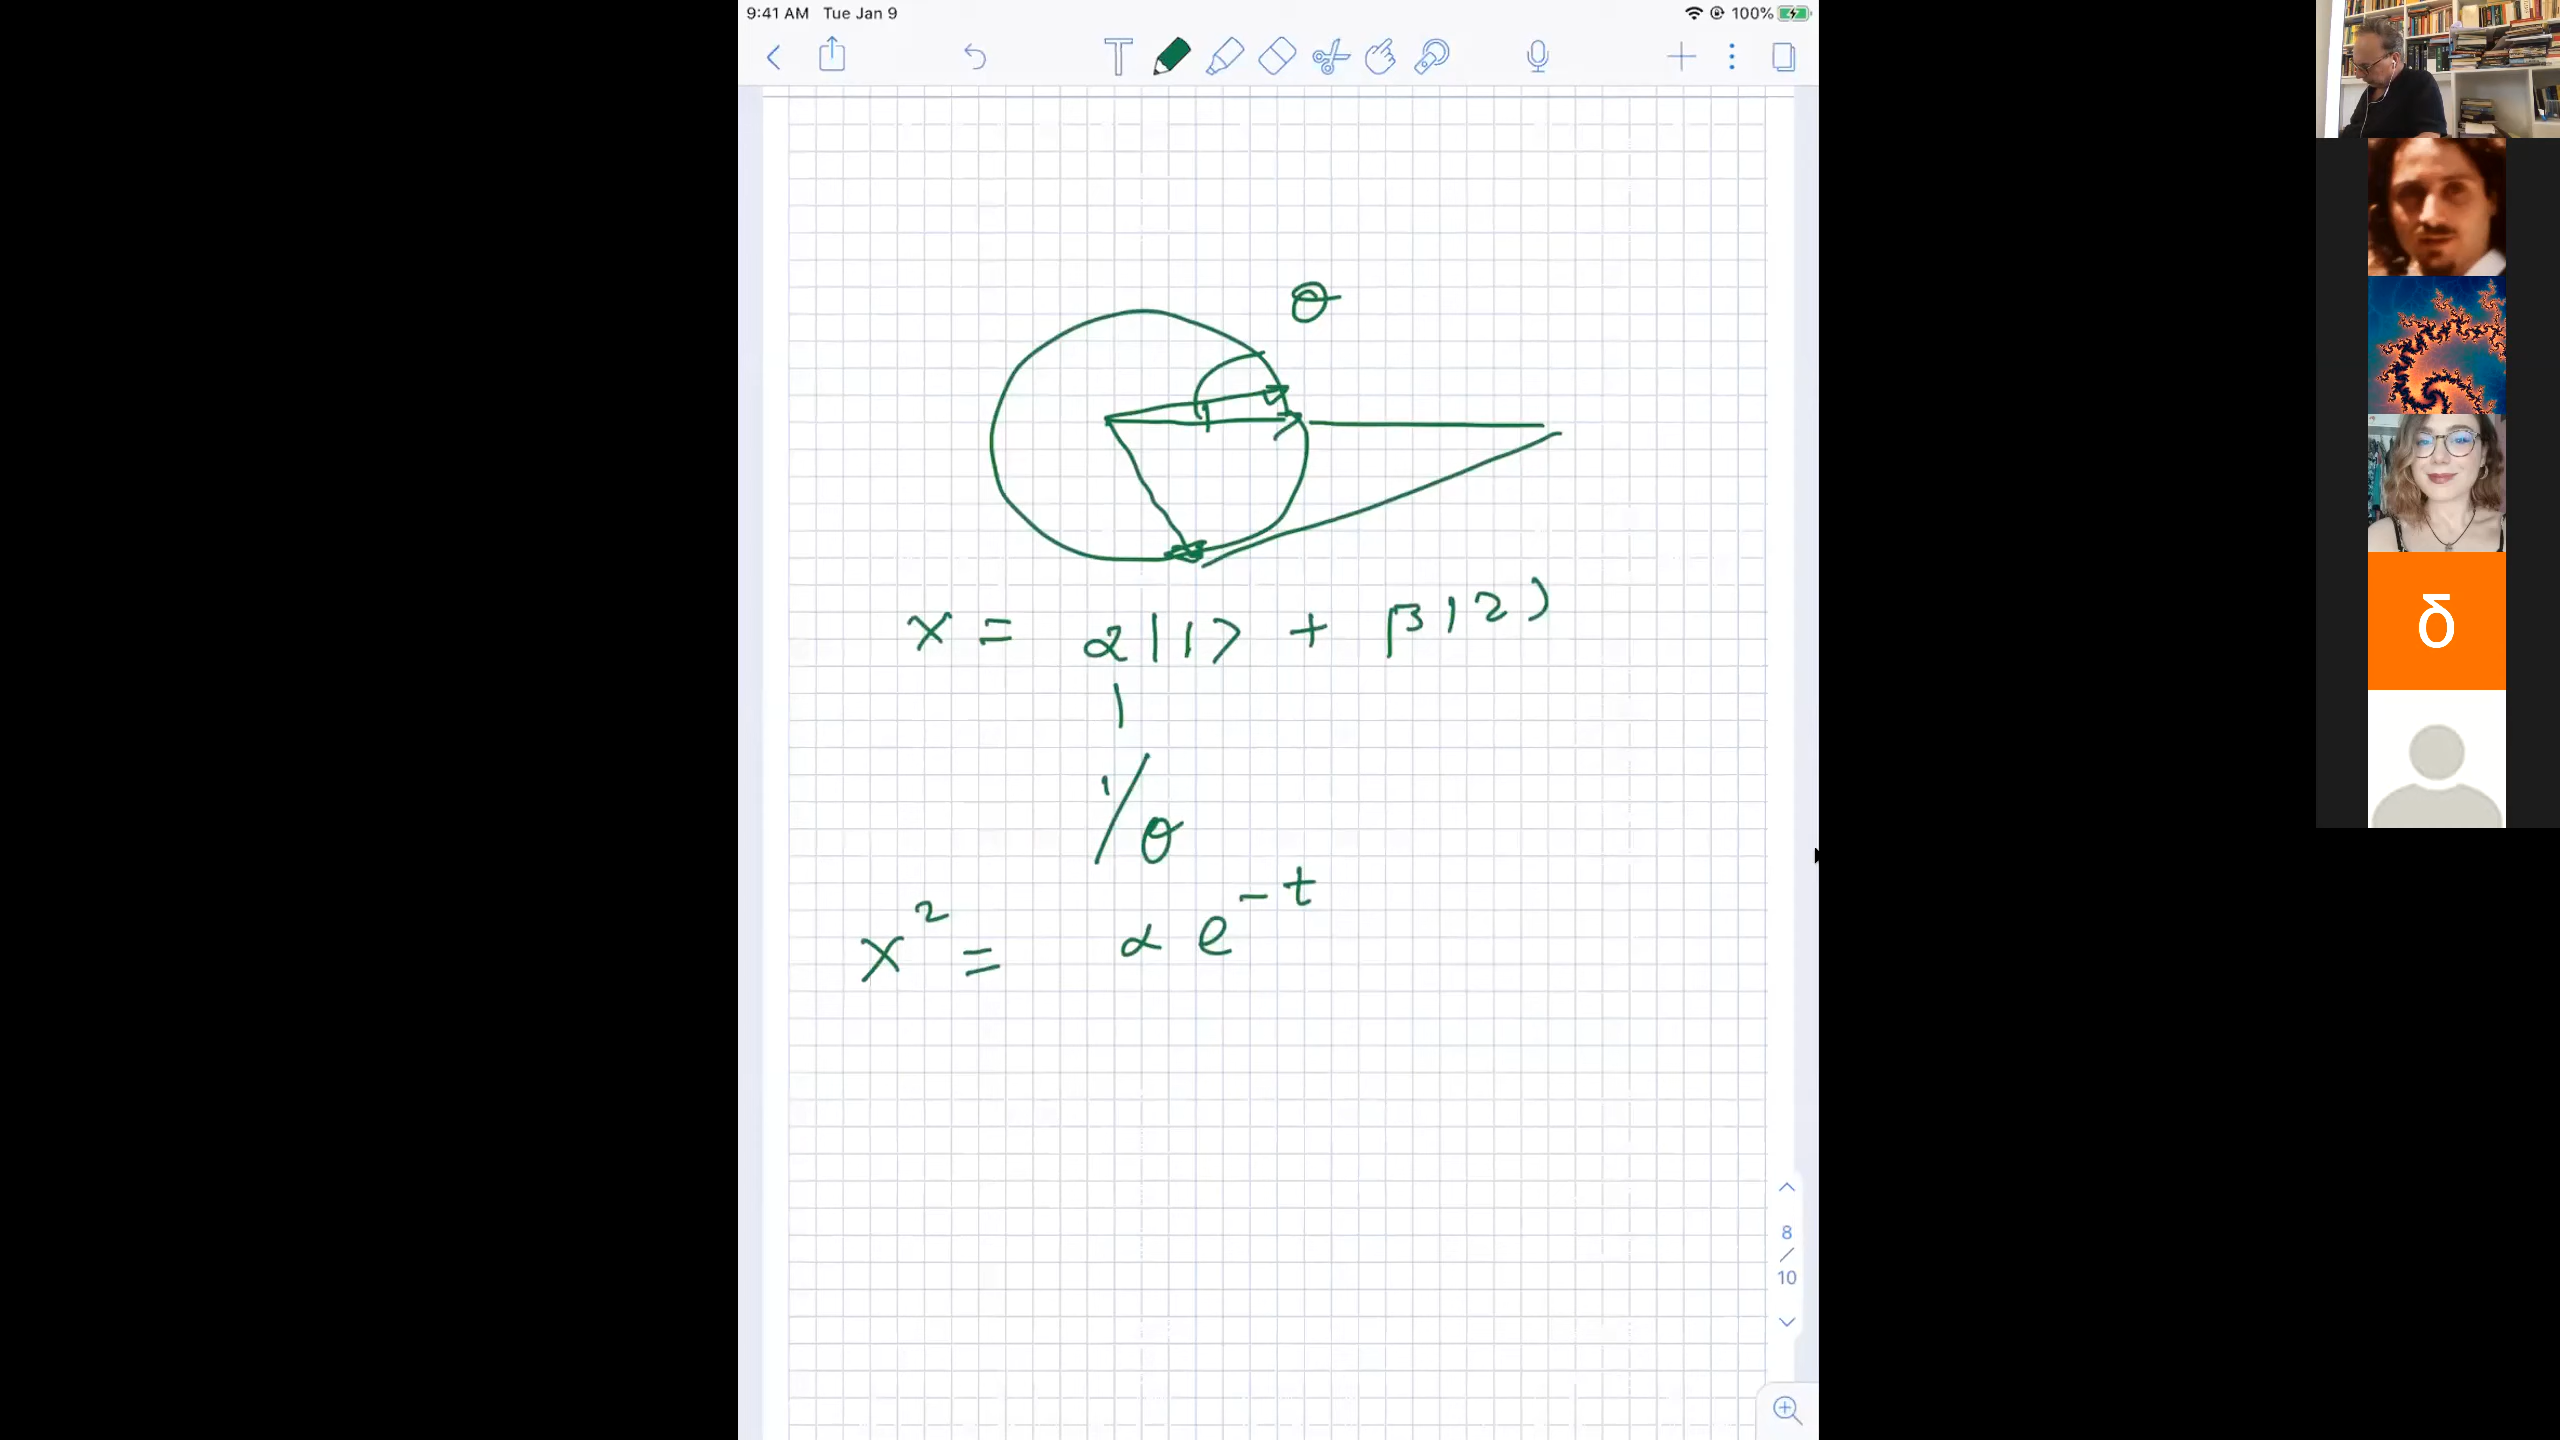 9:41 AM Tue Jan 9 100%
T
θ
x = α|1> + β|2)
1
1/θ
x² = α e^-t
δ
8
/
10